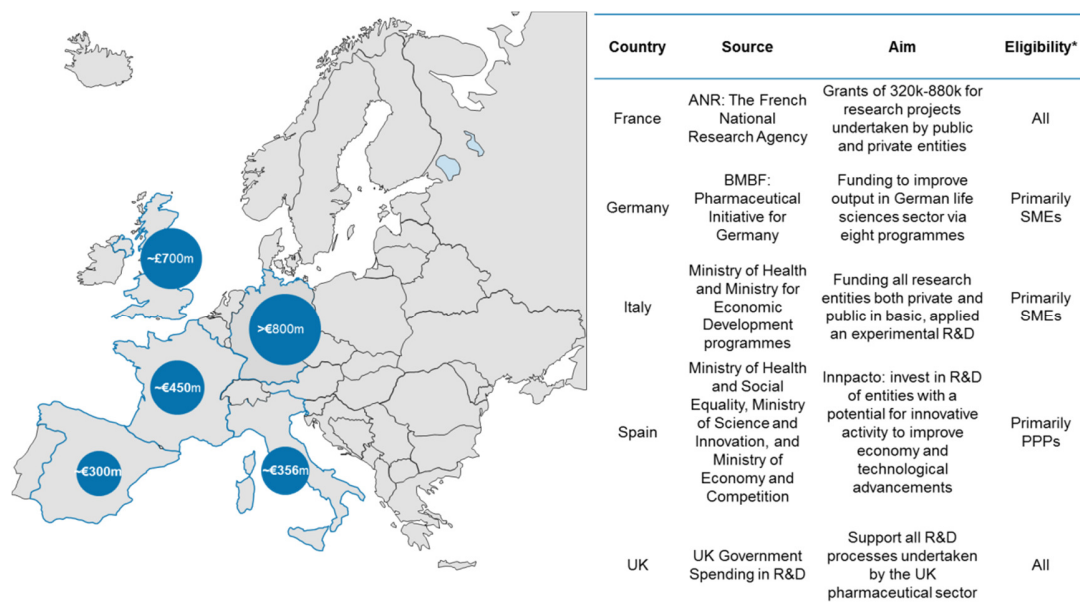 ~£700m
>€800m
~€450m
~€300m
~€356m
Country Source Aim Eligibility*
France
ANR: The French
National
Research Agency
Grants of 320k-880k for
research projects
undertaken by public
and private entities
All
Germany
BMBF:
Pharmaceutical
Initiative for
Germany
Funding to improve
output in German life
sciences sector via
eight programmes
Primarily
SMEs
Italy
Ministry of Health
and Ministry for
Economic
Development
programmes
Funding all research
entities both private and
public in basic, applied
an experimental R&D
Primarily
SMEs
Spain
Ministry of Health
and Social
Equality, Ministry
of Science and
Innovation, and
Ministry of
Economy and
Competition
Innpacto: invest in R&D
of entities with a
potential for innovative
activity to improve
economy and
technological
advancements
Primarily
PPPs
UK
UK Government
Spending in R&D
Support all R&D
processes undertaken
by the UK
pharmaceutical sector
All